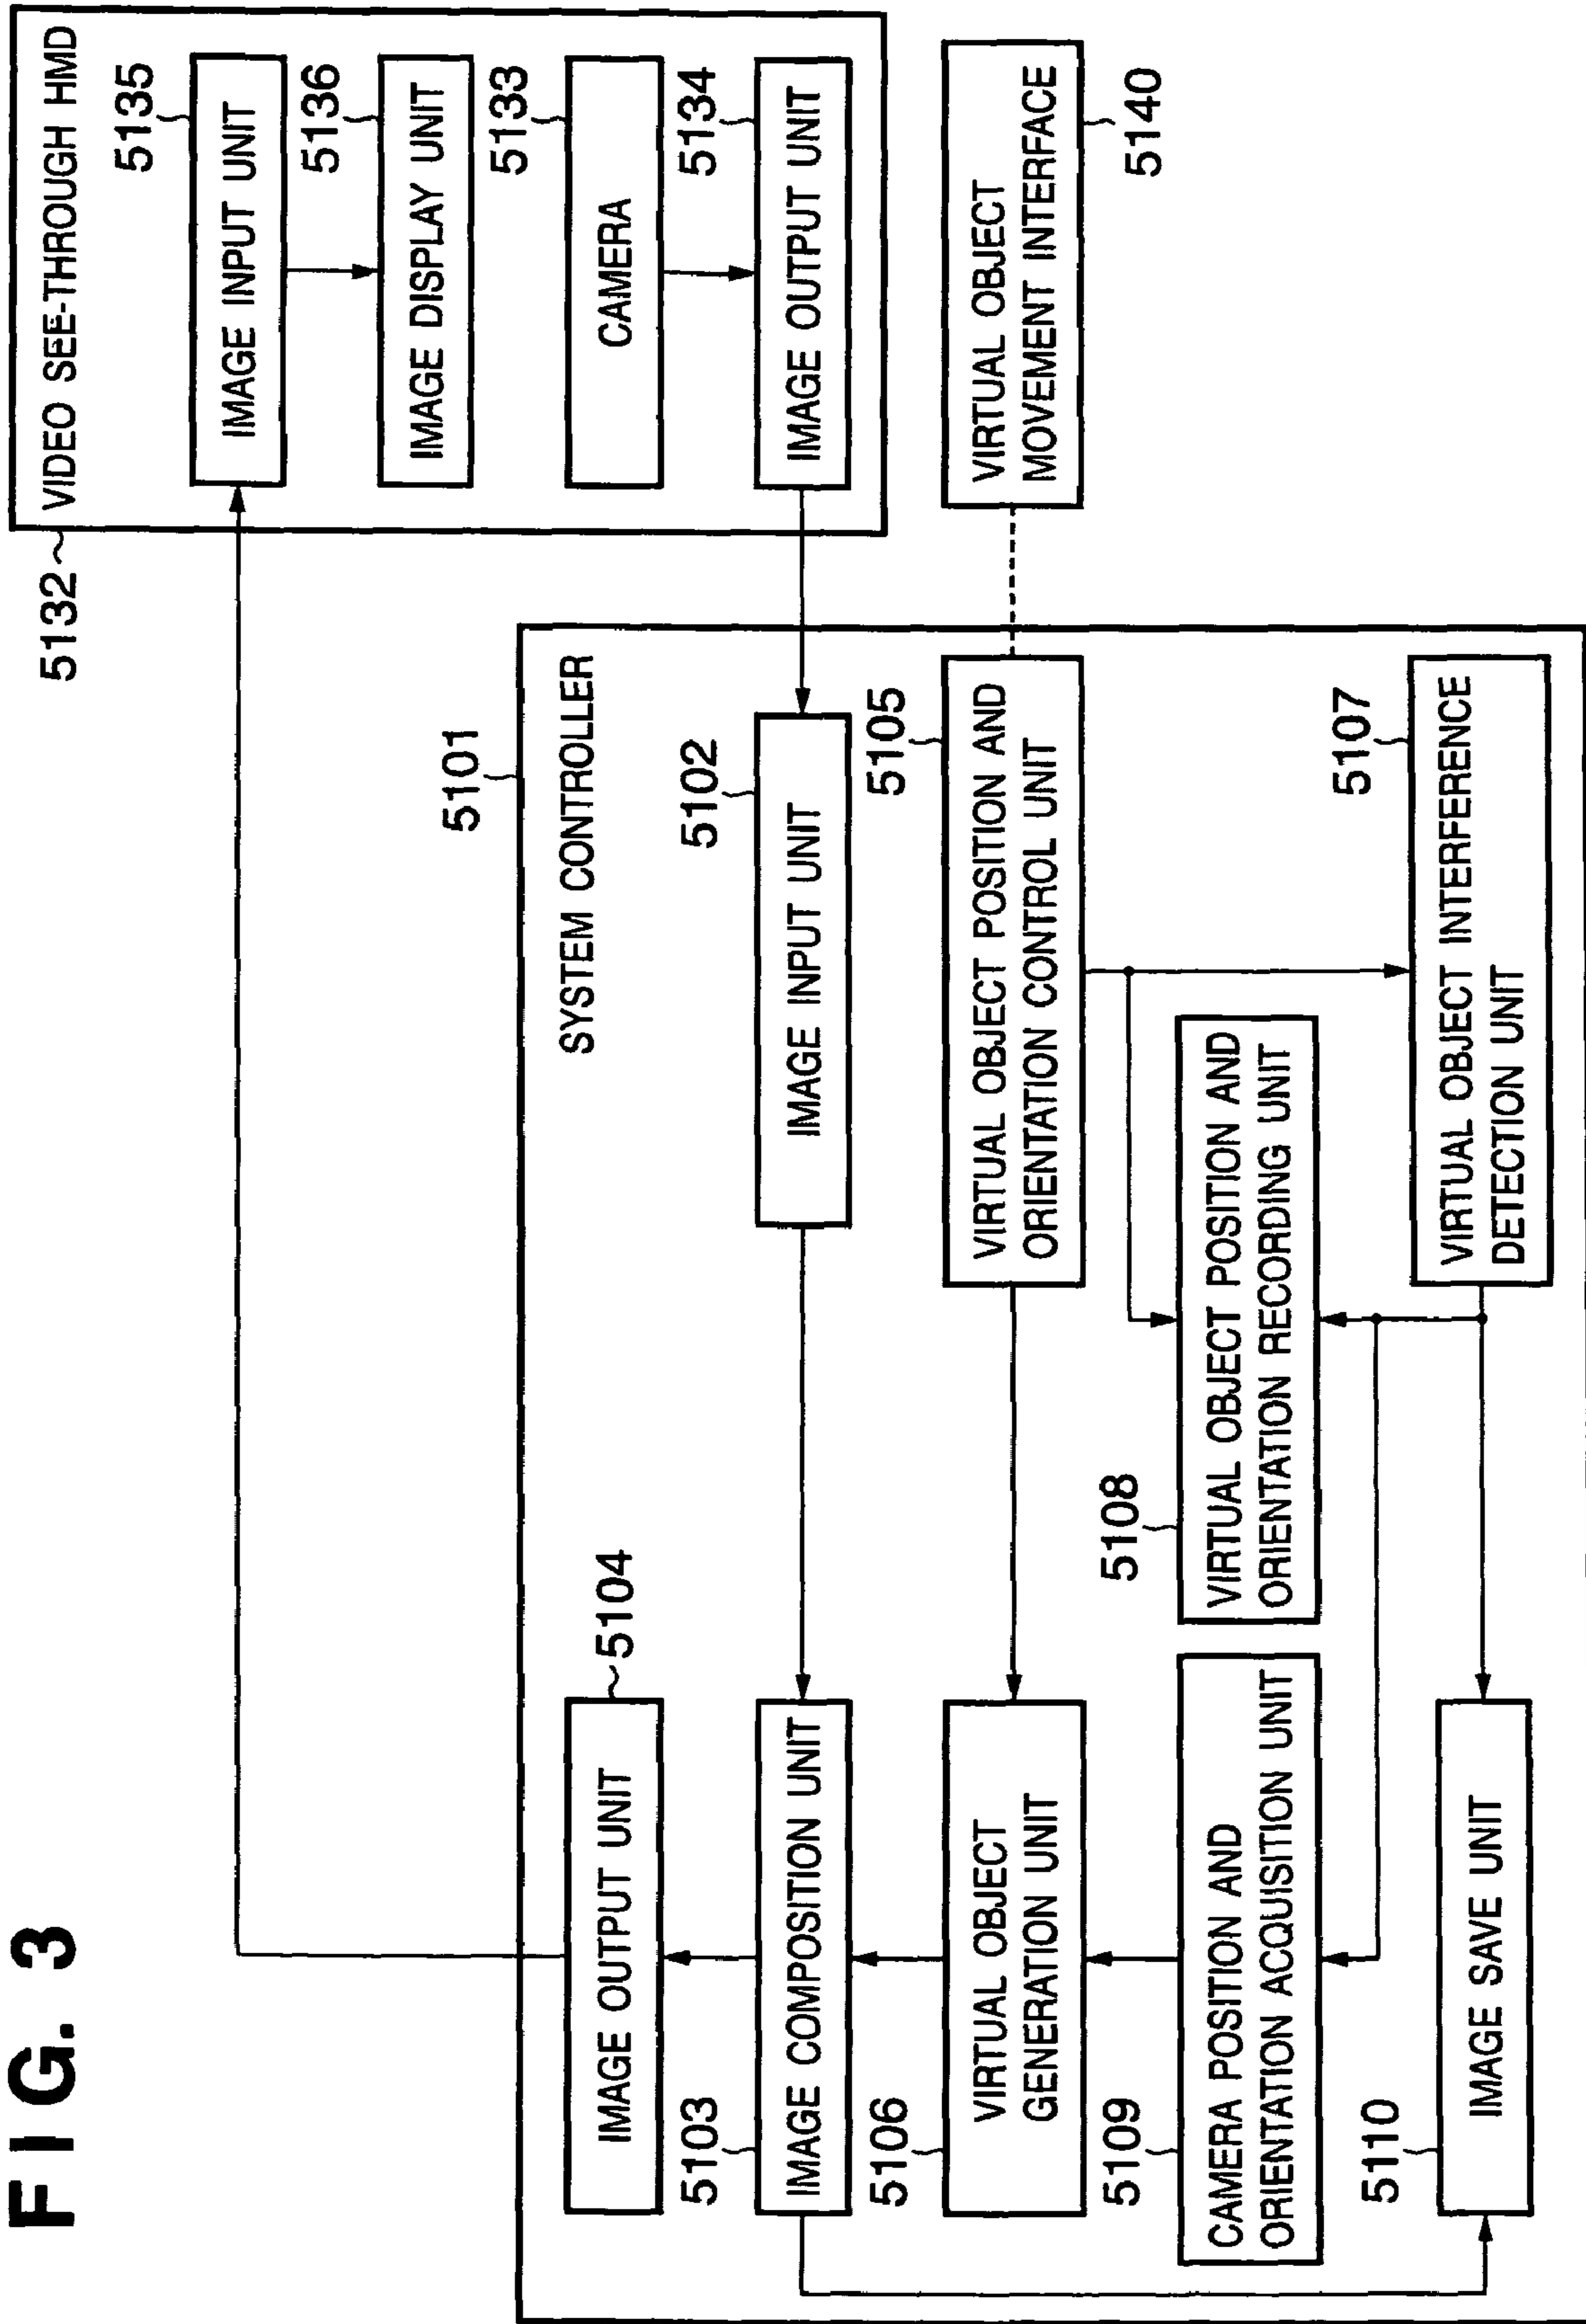 FIG. 3
5132
VIDEO SEE-THROUGH HMD
5135
IMAGE INPUT UNIT
5136
IMAGE DISPLAY UNIT
5133
CAMERA
5134
IMAGE OUTPUT UNIT
VIRTUAL OBJECT
MOVEMENT INTERFACE
5140
5101
SYSTEM CONTROLLER
5104
IMAGE OUTPUT UNIT
5103
IMAGE COMPOSITION UNIT
5102
IMAGE INPUT UNIT
5106
VIRTUAL OBJECT
GENERATION UNIT
5105
VIRTUAL OBJECT POSITION AND
ORIENTATION CONTROL UNIT
5109
CAMERA POSITION AND
ORIENTATION ACQUISITION UNIT
5108
VIRTUAL OBJECT POSITION AND
ORIENTATION RECORDING UNIT
5110
IMAGE SAVE UNIT
5107
VIRTUAL OBJECT INTERFERENCE
DETECTION UNIT